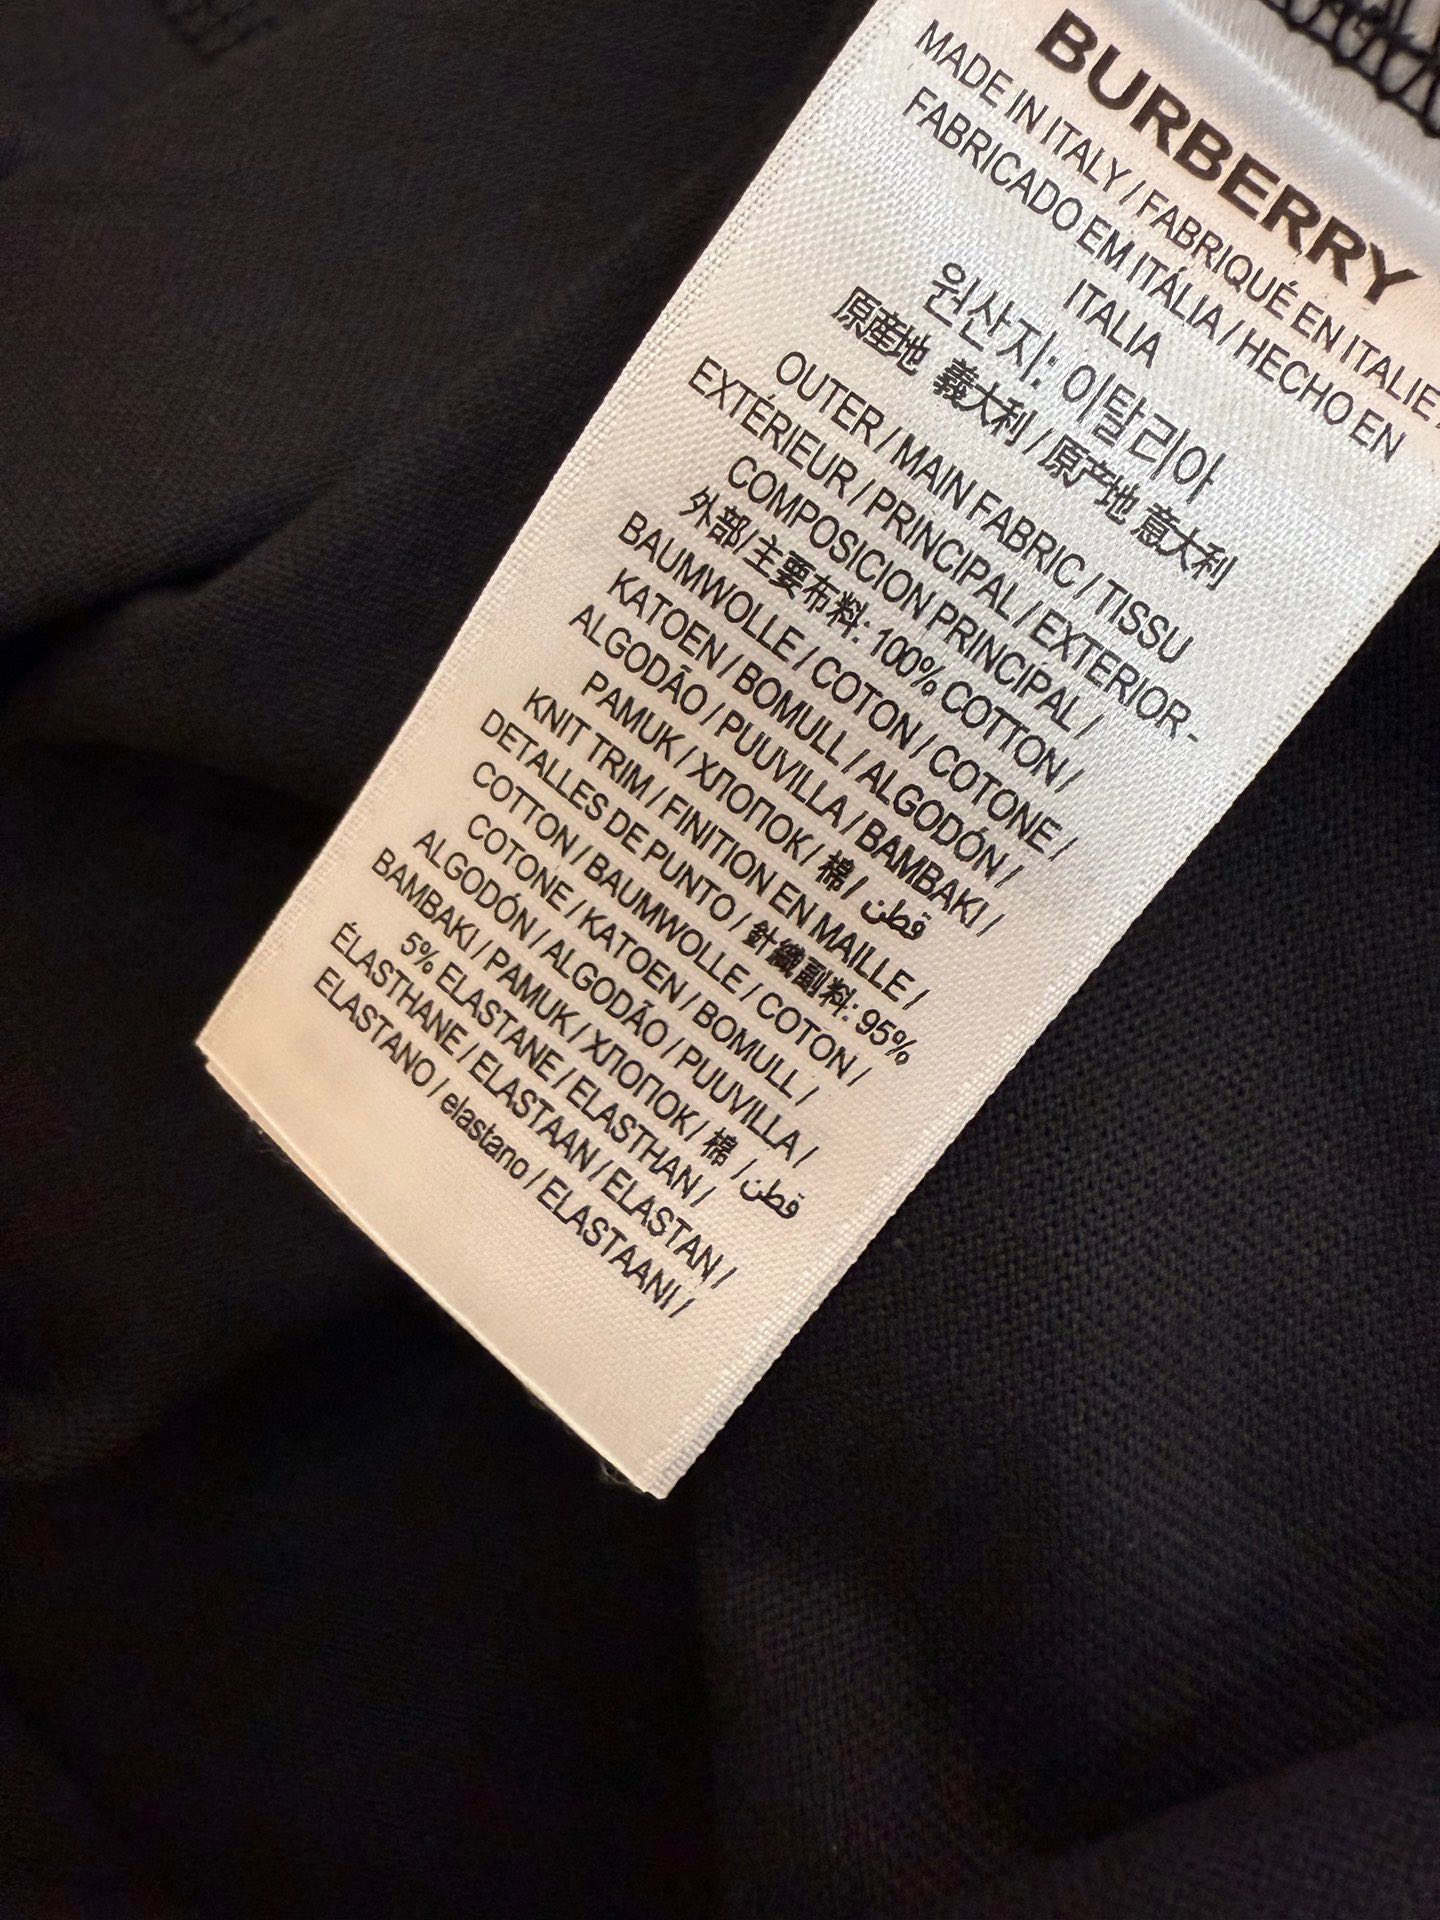 BURBERRY
MADE IN ITALY / FABRIQUÉ EN ITALIE /
FABRICADO EM ITÁLIA / HECHO EN
ITALIA
원산지: 이탈리아
原產地 義大利 / 原产地 意大利
OUTER / MAIN FABRIC / TISSU
EXTÉRIEUR / PRINCIPAL / EXTERIOR -
COMPOSICION PRINCIPAL /
外部/主要布料: 100% COTTON /
BAUMWOLLE / COTON / COTONE /
KATOEN / BOMULL / ALGODÓN /
ALGODÃO / PUUVILLA / BAMBAKI /
PAMUK / ХЛОПОК / 棉 / قطن
KNIT TRIM / FINITION EN MAILLE /
DETALLES DE PUNTO / 針織副料: 95%
COTTON / BAUMWOLLE / COTON /
COTONE / KATOEN / BOMULL /
ALGODÓN / ALGODÃO / PUUVILLA /
BAMBAKI / PAMUK / ХЛОПОК / 棉 / قطن
5% ELASTANE / ELASTHAN /
ÉLASTHANE / ELASTAAN / ELASTAN /
ELASTANO / elastano / ELASTAANI /